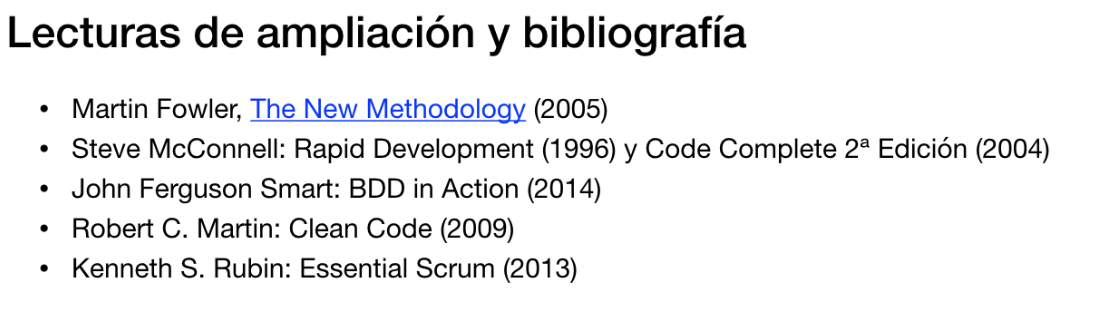 Lecturas de ampliación y bibliografía
• Martin Fowler, The New Methodology (2005)
• Steve McConnell: Rapid Development (1996) y Code Complete 2ª Edición (2004)
• John Ferguson Smart: BDD in Action (2014)
• Robert C. Martin: Clean Code (2009)
• Kenneth S. Rubin: Essential Scrum (2013)